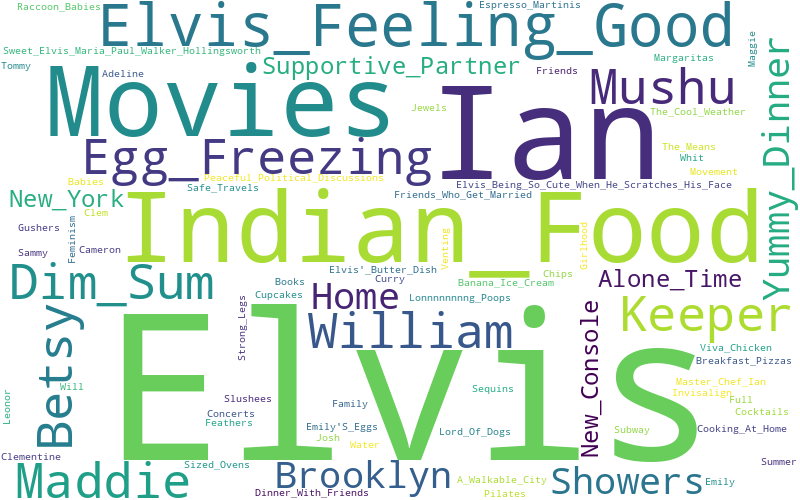 Raccoon_Babies
Espresso_Martinis
Elvis_Feeling_Good
Sweet_Elvis_Maria_Paul_Walker_Hollingsworth
Maggie
Tommy
Adeline
Supportive_Partner
Friends
Margaritas
Movies
Ian
Mushu
Yummy_Dinner
Jewels
The_Cool_Weather
Egg_Freezing
The_Means
Whit
Movement
Babies
Peaceful_Political_Discussions
Safe_Travels
Elvis_Being_So_Cute_When_He_Scratches_His_Face
New_York
Friends_Who_Get_Married
Indian_Food
Clem
Gushers
Feminism
Venting
Girlhood
Sammy
Cameron
Dim_Sum
Elvis'_Butter_Dish
Curry
Books
Chips
Banana_Ice_Cream
Alone_Time
Cupcakes
Home
Lonnnnnnnng_Poops
Strong_Legs
Betsy
Elvis
William
Keeper
New_Console
Viva_Chicken
Breakfast_Pizzas
Will
Leonor
Slushees
Sequins
Master_Chef_Ian
Invisalign
Full
Family
Concerts
Feathers
Cocktails
Emily'S_Eggs
Josh
Lord_Of_Dogs
Subway
Cooking_At_Home
Water
Clementine
Sized_Ovens
Summer
Maddie
Brooklyn
A_Walkable_City
Showers
Emily
Dinner_With_Friends
Pilates